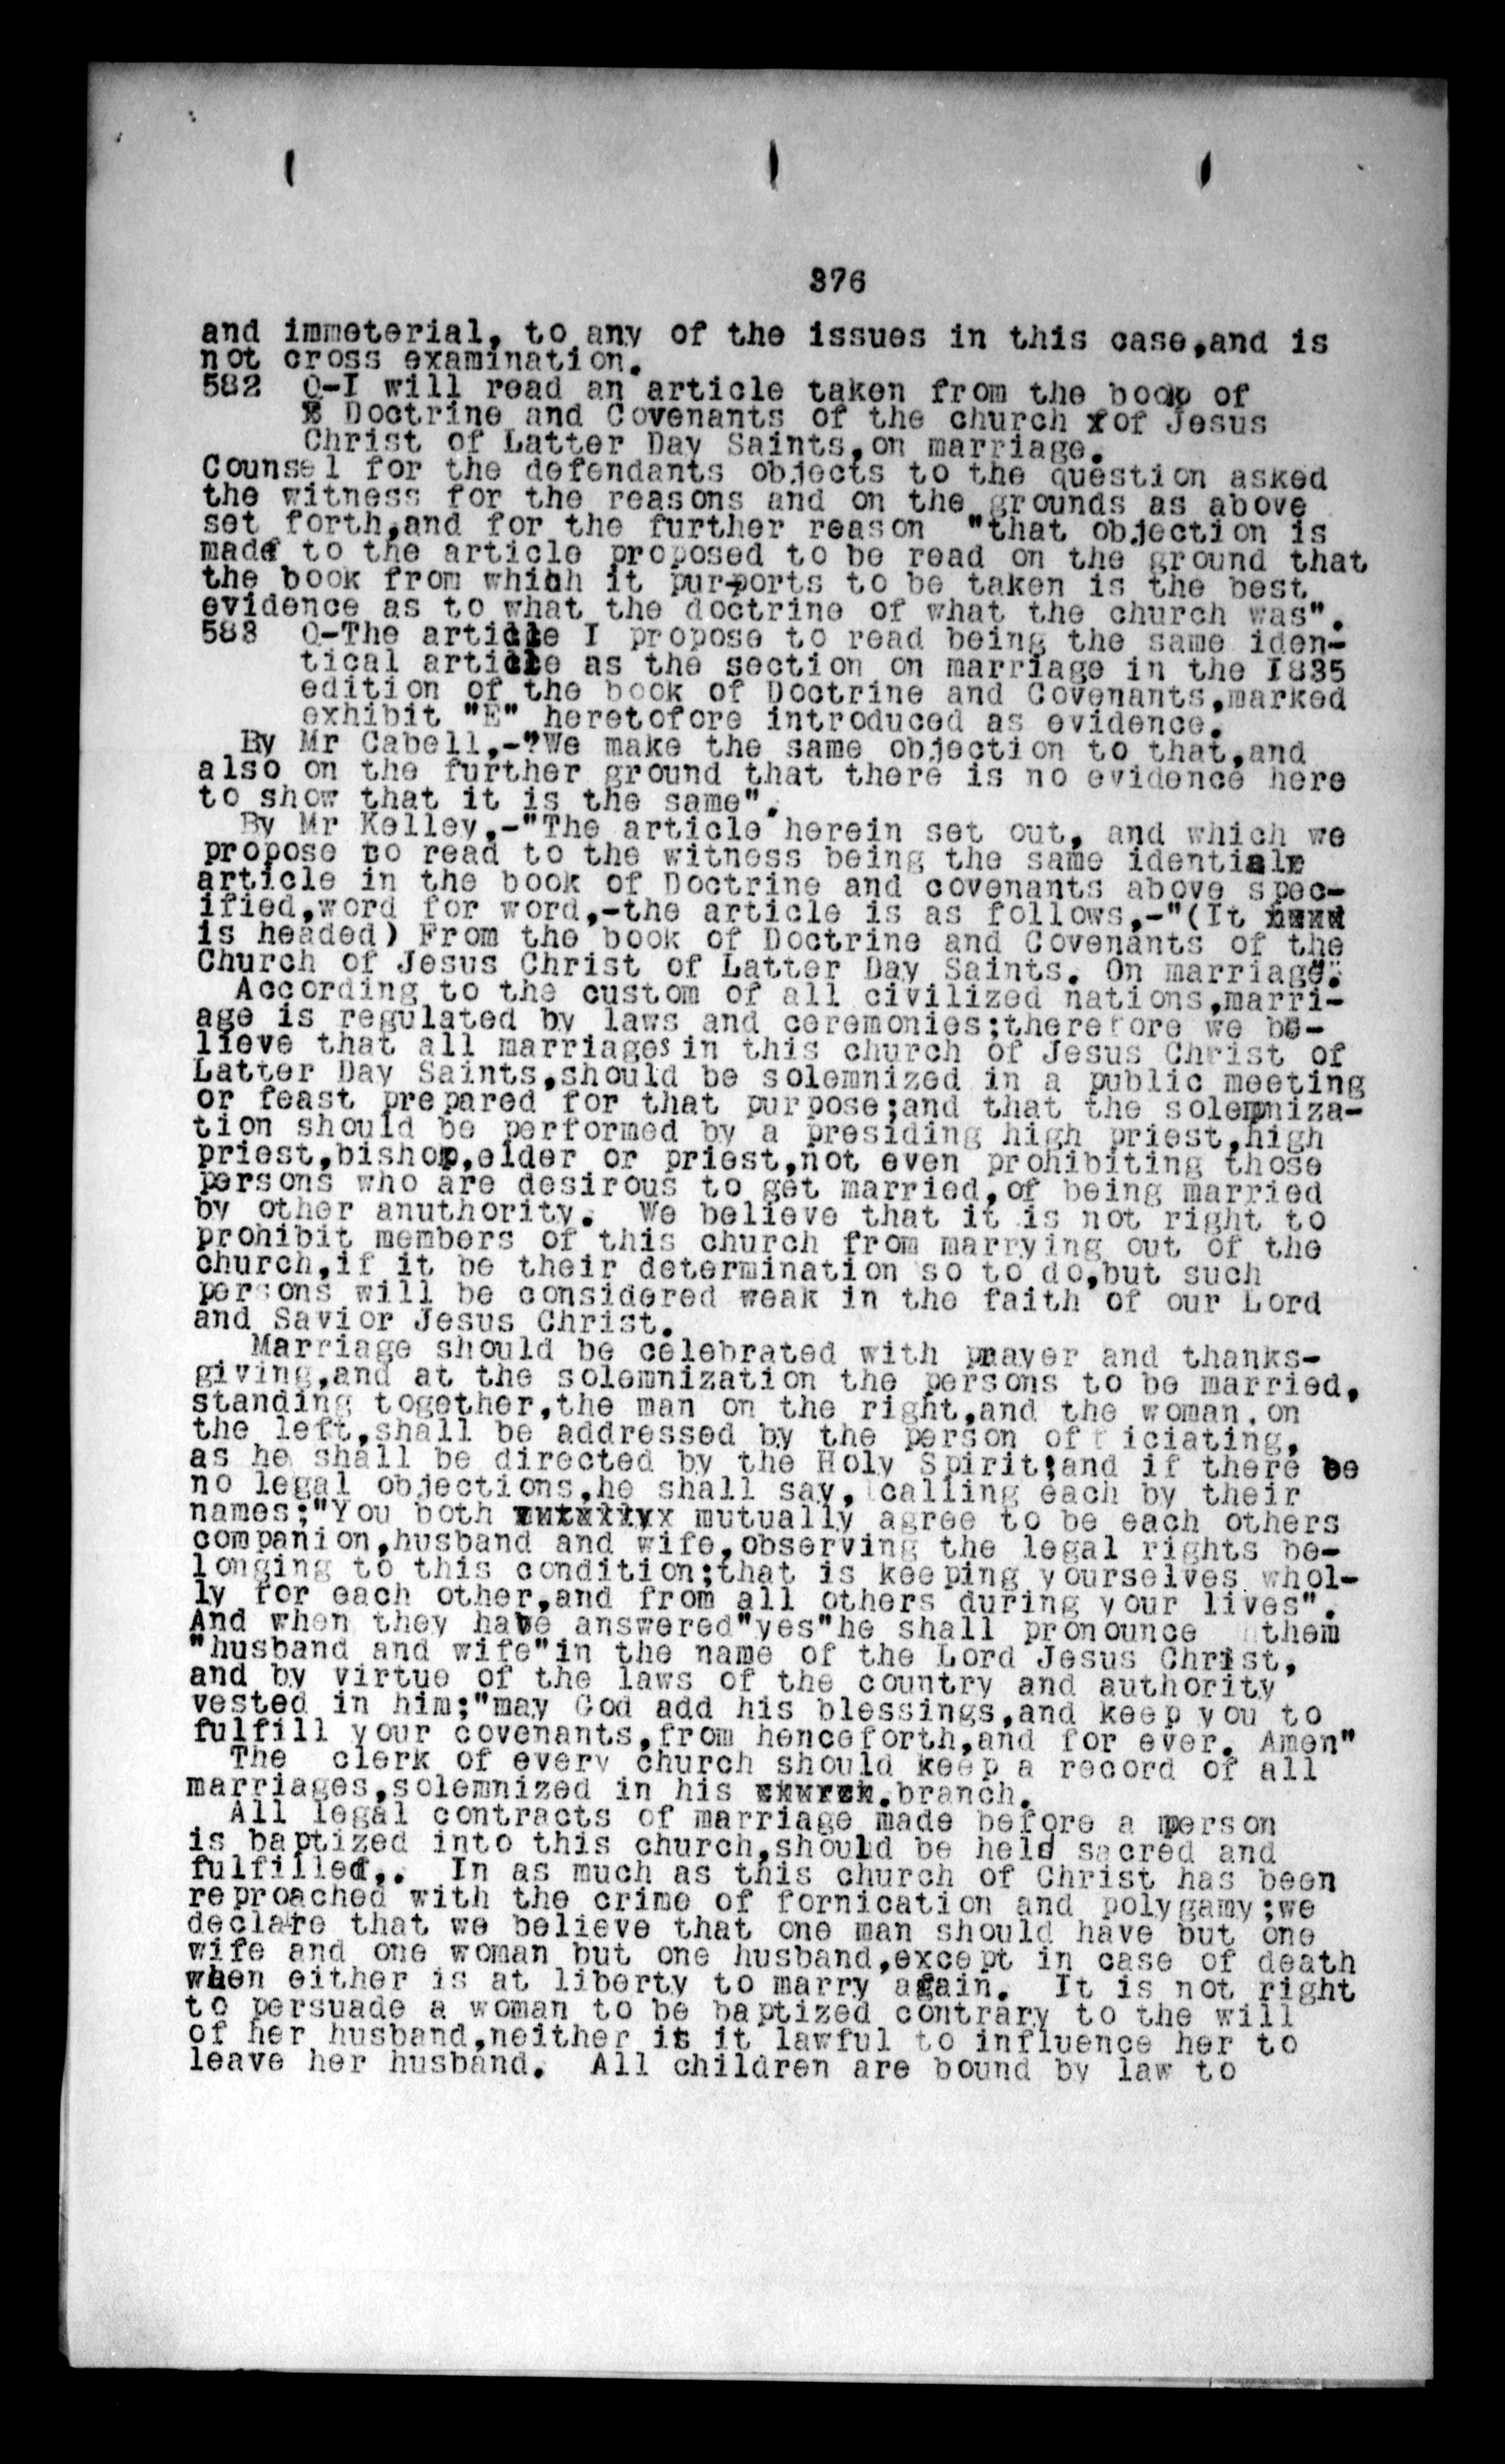 376
and immeterial, to any of the issues in this case,and is
not cross examination.
582 Q-I will read an article taken from the book of
Doctrine and Covenants of the church of Jesus
Christ of Latter Day Saints,on marriage.
Counsel for the defendants objects to the question asked
the witness for the reasons and on the grounds as above
set forth,and for the further reason "that objection is
made to the article proposed to be read on the ground that
the book from which it purports to be taken is the best
evidence as to what the doctrine of what the church was".
583 Q-The article I propose to read being the same iden-
tical article as the section on marriage in the 1835
edition of the book of Doctrine and Covenants,marked
exhibit "E" heretofore introduced as evidence.
By Mr Cabell,-"We make the same objection to that,and
also on the further ground that there is no evidence here
to show that it is the same".
By Mr Kelley,-"The article herein set out, and which we
propose to read to the witness being the same
article in the book of Doctrine and covenants above spec-
ified,word for word,-the article is as follows,-"(It
is headed) From the book of Doctrine and Covenants of the
Church of Jesus Christ of Latter Day Saints. On marriage".
According to the custom of all civilized nations,marri-
age is regulated by laws and ceremonies;therefore we be-
lieve that all marriages in this church of Jesus Christ of
Latter Day Saints,should be solemnized in a public meeting
or feast prepared for that purpose;and that the solemniza-
tion should be performed by a presiding high priest,high
priest,bishop,elder or priest,not even prohibiting those
persons who are desirous to get married,of being married
by other anuthority. We believe that it is not right to
prohibit members of this church from marrying out of the
church,if it be their determination so to do,but such
persons will be considered weak in the faith of our Lord
and Savior Jesus Christ.
Marriage should be celebrated with prayer and thanks-
giving,and at the solemnization the persons to be married,
standing together,the man on the right,and the woman.on
the left,shall be addressed by the person officiating,
as he shall be directed by the Holy Spirit;and if there be
no legal objections,he shall say, calling each by their
names;"You both mutually agree to be each others
companion,husband and wife,observing the legal rights be-
longing to this condition;that is keeping yourselves whol-
ly for each other,and from all others during your lives".
And when they have answered"yes"he shall pronounce them
"husband and wife"in the name of the Lord Jesus Christ,
and by virtue of the laws of the country and authority
vested in him;"may God add his blessings,and keep you to
fulfill your covenants,from henceforth,and for ever. Amen"
The clerk of every church should keep a record of all
marriages,solemnized in his church.branch.
All legal contracts of marriage made before a person
is baptized into this church,should be held sacred and
fulfilled,. In as much as this church of Christ has been
reproached with the crime of fornication and polygamy;we
declare that we believe that one man should have but one
wife and one woman but one husband,except in case of death
when either is at liberty to marry again. It is not right
to persuade a woman to be baptized contrary to the will
of her husband,neither is it lawful to influence her to
leave her husband. All children are bound by law to